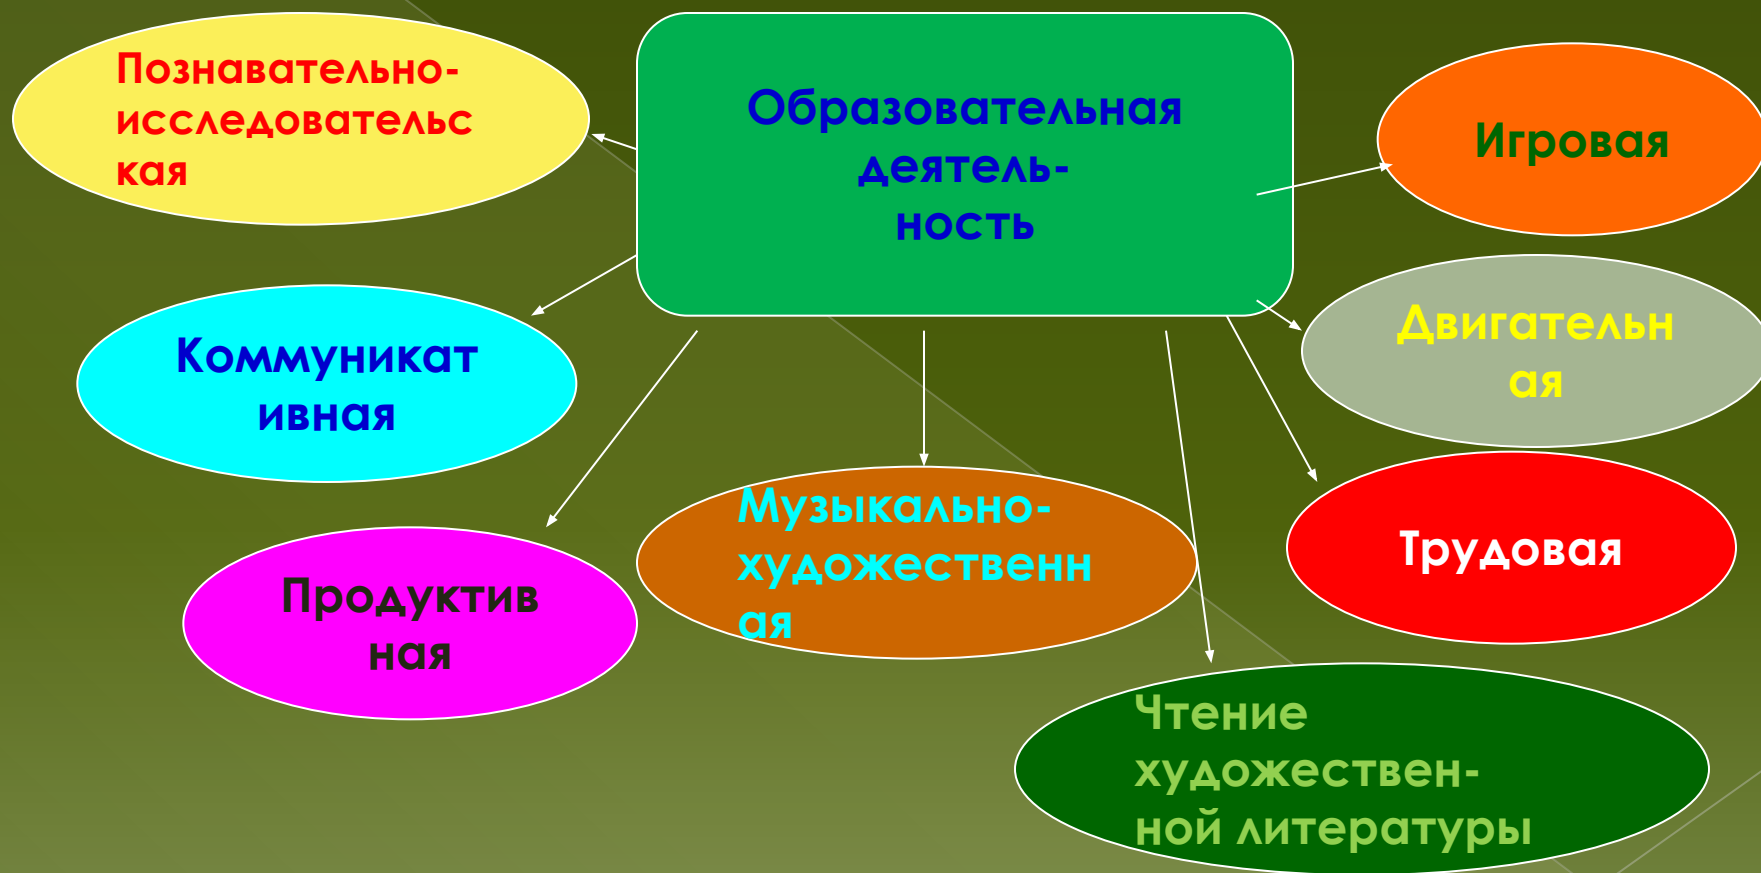 Познавательно-
исследовательс
кая
Образовательная
деятель-
ность
Игровая
Коммуникат
ивная
Двигательн
ая
Продуктив
ная
Музыкально-
художественн
ая
Трудовая
Чтение
художествен-
ной литературы